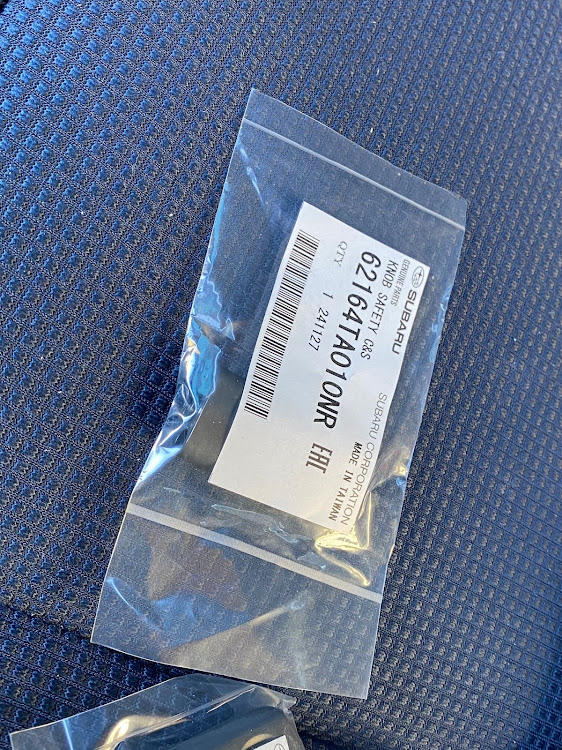 SUBARU
GENUINE PARTS
SUBARU CORPORATION
KNOB SAFETY C&S
MADE IN TAIWAN
62164TA010NR EAC
QTY 1 241127